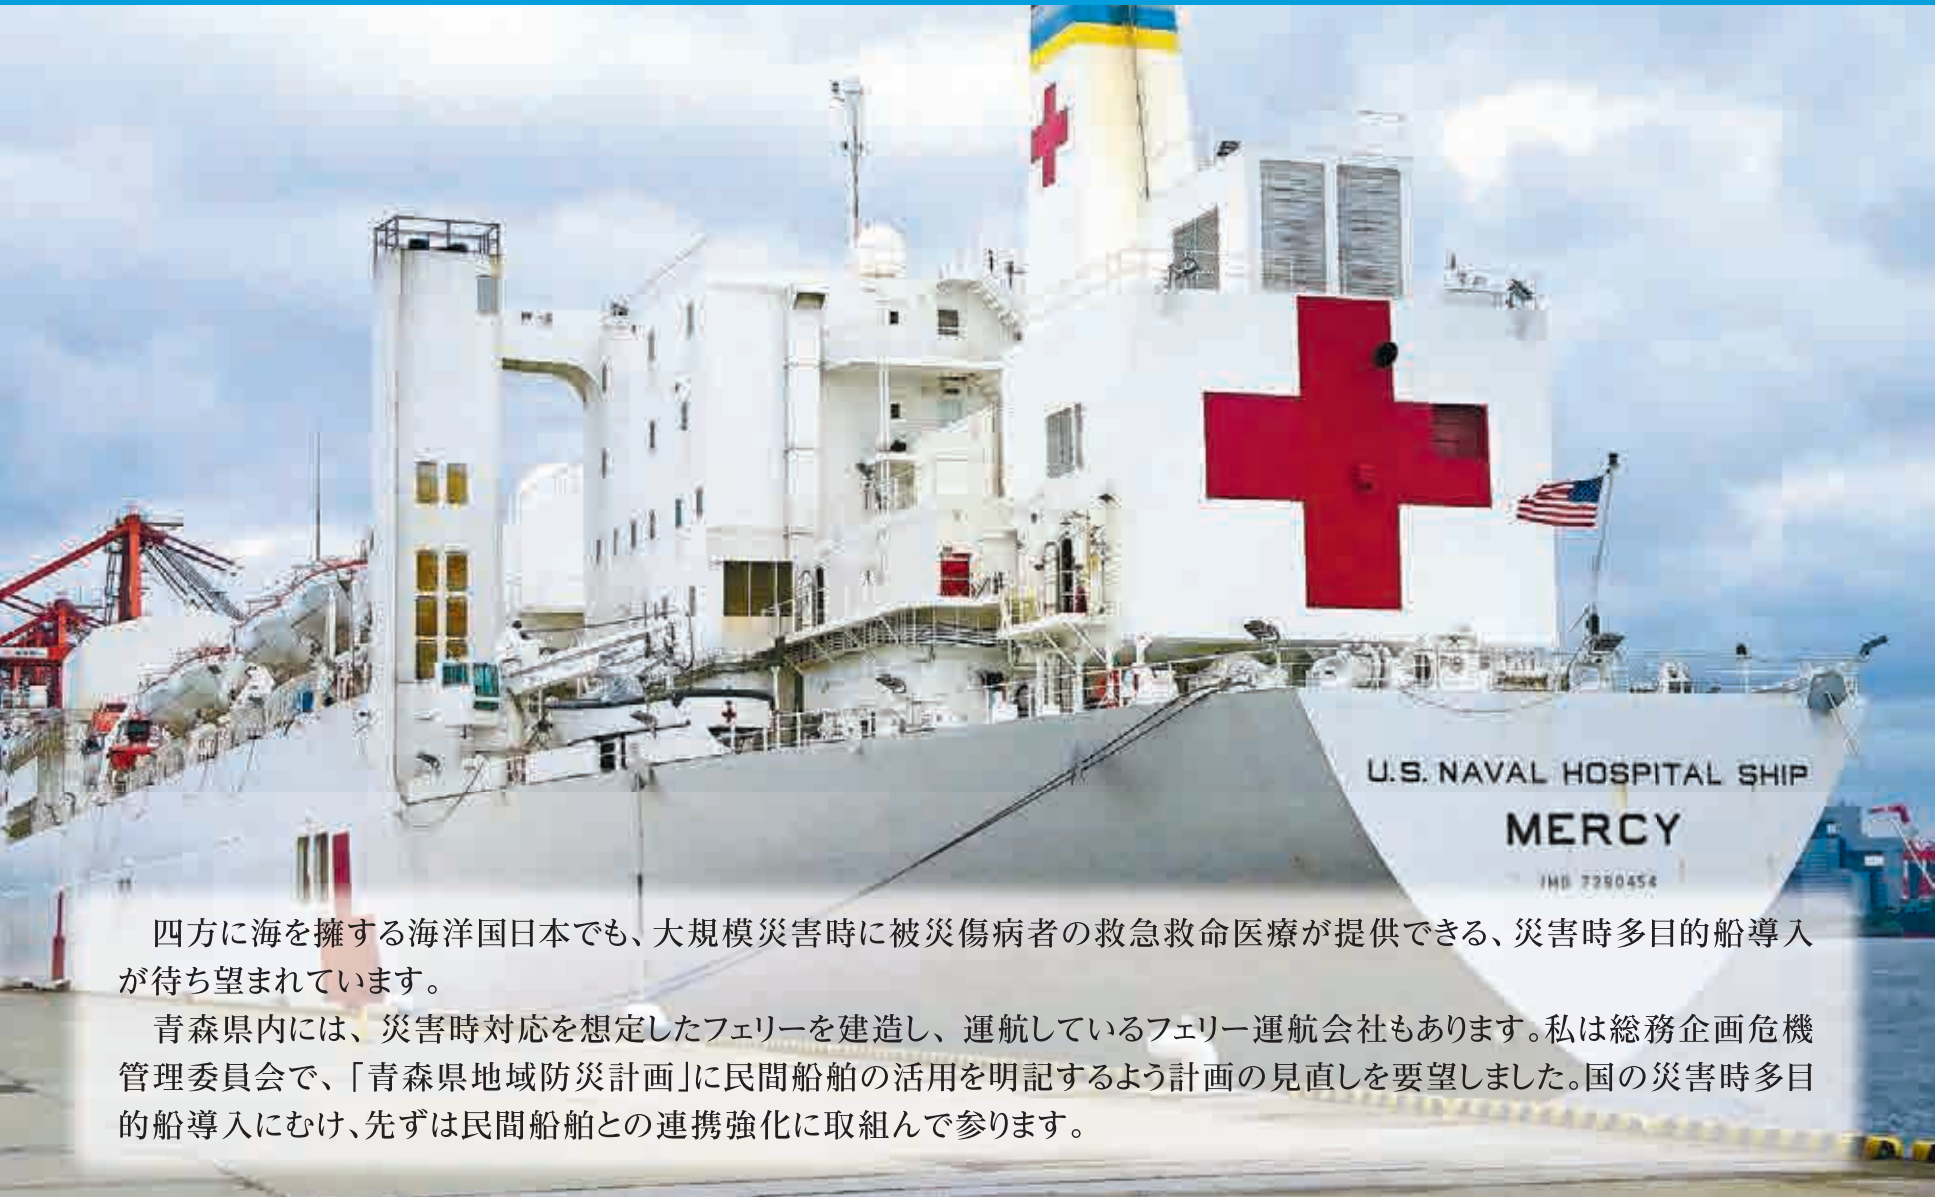 U.S. NAVAL HOSPITAL SHIP
MERCY
四方に海を擁する海洋国日本でも、大規模災害時に被災傷病者の救急救命医療が提供できる、災害時多目的船導入
が待ち望まれています。
青森県内には、災害時対応を想定したフェリーを建造し、運航しているフェリー運航会社もあります。私は総務企画危機
管理委員会で、「青森県地域防災計画」に民間船舶の活用を明記するよう計画の見直しを要望しました。国の災害時多目
的船導入にむけ、先ずは民間船舶との連携強化に取組んで参ります。